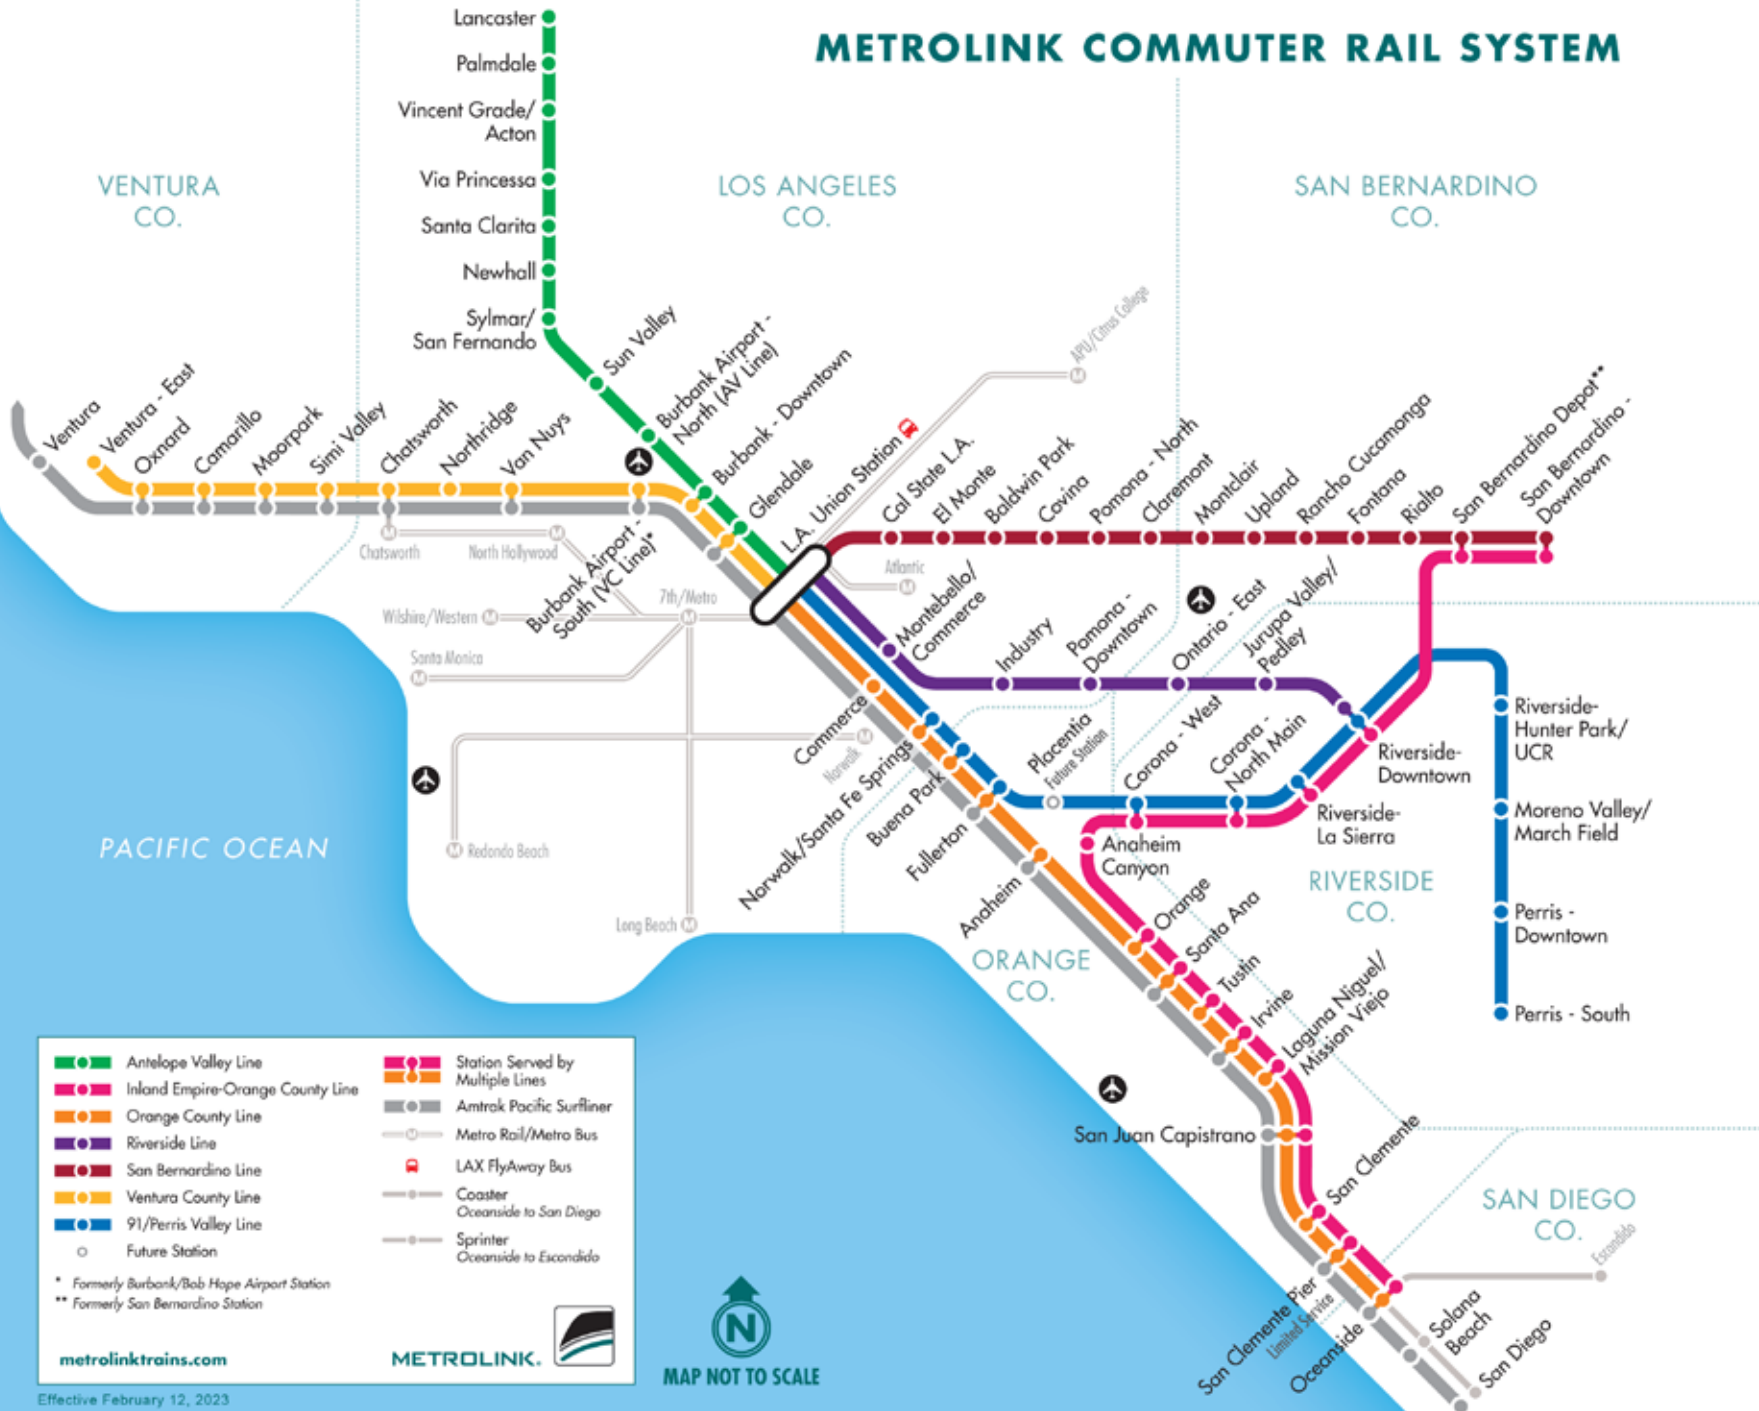 METROLINK COMMUTER RAIL SYSTEM
Lancaster
Palmdale
Vincent Grade/
Acton
Via Princessa
Santa Clarita
Newhall
Sylmar/
San Fernando
VENTURA
CO.
LOS ANGELES
CO.
SAN BERNARDINO
CO.
Sun Valley
Burbank Airport -
North (AV Line)
Burbank - Downtown
Glendale
L.A. Union Station
APU/Citrus College
M
Ventura
Ventura - East
Oxnard
Camarillo
Moorpark
Simi Valley
Chatsworth
Northridge
Van Nuys
Burbank Airport -
South (VC Line)*
Cal State L.A.
El Monte
Baldwin Park
Covina
Pomona - North
Claremont
Montclair
Upland
Rancho Cucamonga
Fontana
Rialto
San Bernardino Depot**
San Bernardino -
Downtown
M
Chatsworth
M
North Hollywood
Atlantic
M
Wilshire/Western M
7th/Metro
M
Santa Monica
M
Montebello/
Commerce
Industry
Pomona -
Downtown
Ontario - East
Jurupa Valley/
Pedley
Commerce
Norwalk
M
Norwalk/Santa Fe Springs
Buena Park
Fullerton
Anaheim
Placentia
Future Station
Corona - West
Corona -
North Main
Riverside-
Downtown
Riverside-
La Sierra
Riverside-
Hunter Park/
UCR
Moreno Valley/
March Field
Perris -
Downtown
Perris - South
Anaheim
Canyon
RIVERSIDE
CO.
PACIFIC OCEAN
M Redondo Beach
Long Beach M
ORANGE
CO.
Orange
Santa Ana
Tustin
Irvine
Laguna Niguel/
Mission Viejo
San Juan Capistrano
San Clemente
San Clemente Pier
Limited Service
Oceanside
SAN DIEGO
CO.
Escondido
Solana
Beach
San Diego
Antelope Valley Line
Inland Empire-Orange County Line
Orange County Line
Riverside Line
San Bernardino Line
Ventura County Line
91/Perris Valley Line
Future Station
* Formerly Burbank/Bob Hope Airport Station
** Formerly San Bernardino Station
Station Served by
Multiple Lines
Amtrak Pacific Surfliner
M
Metro Rail/Metro Bus
LAX FlyAway Bus
Coaster
Oceanside to San Diego
Sprinter
Oceanside to Escondido
metrolinktrains.com
METROLINK.
N
MAP NOT TO SCALE
Effective February 12, 2023